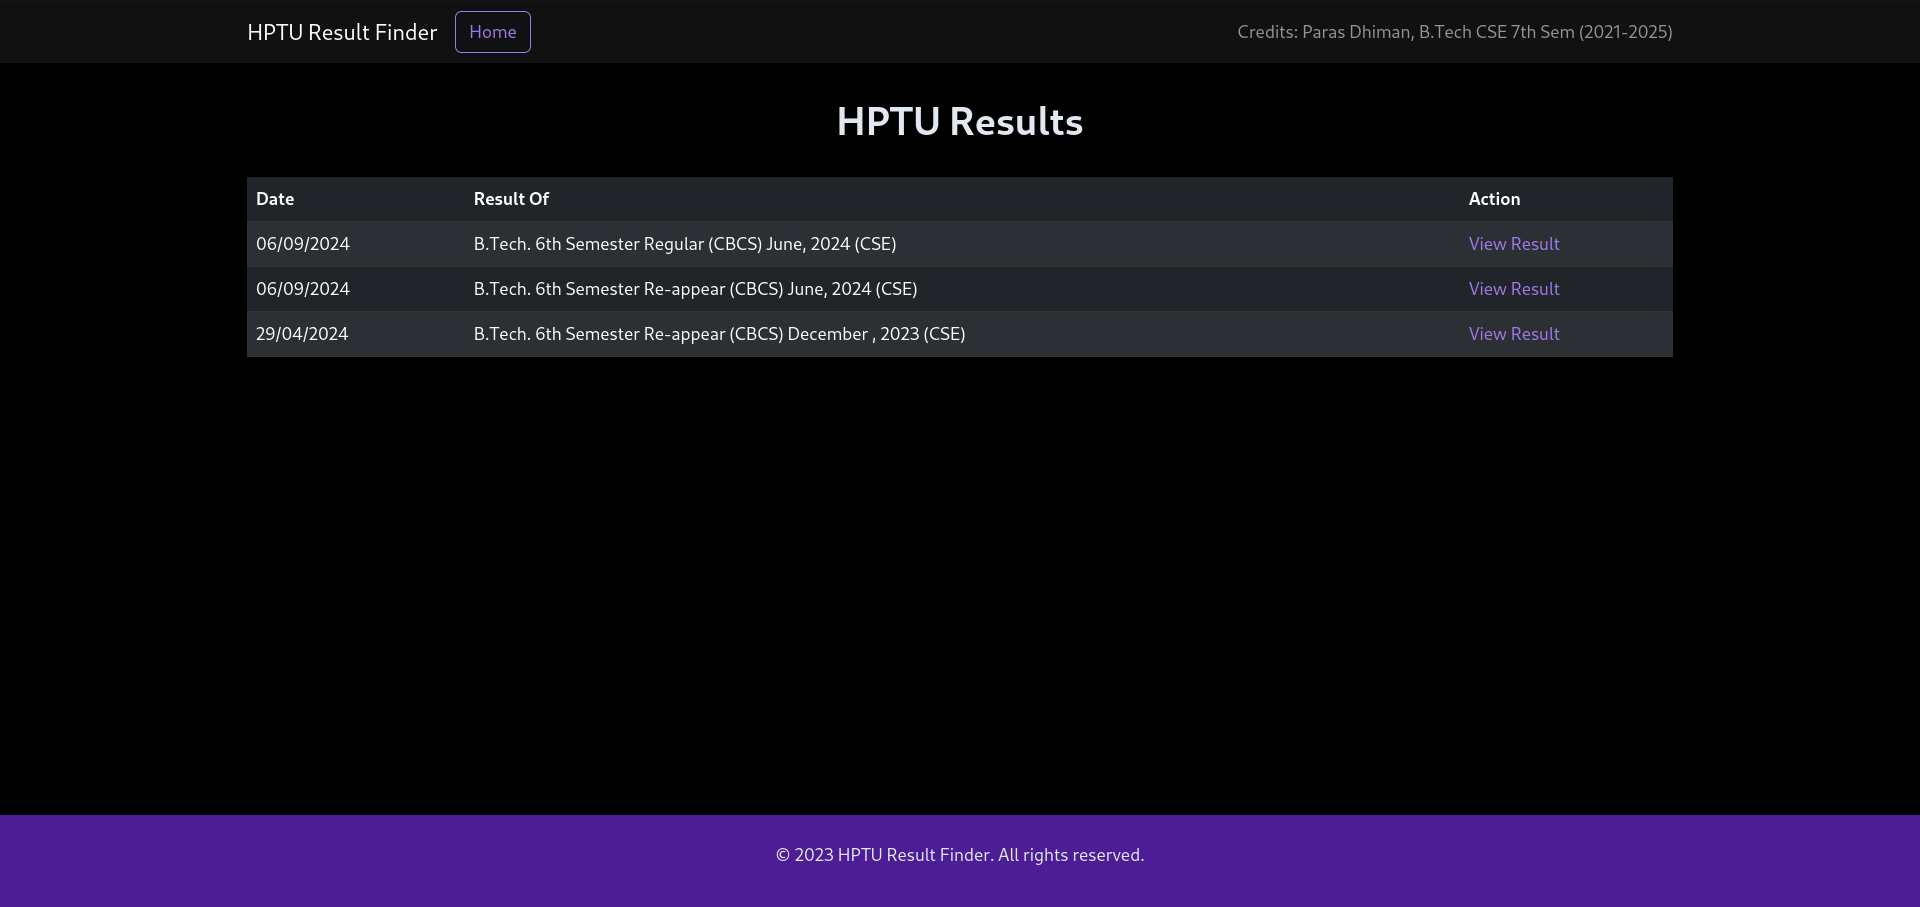 HPTU Result Finder Home Credits: Paras Dhiman, B.Tech CSE 7th Sem (2021-2025)
HPTU Results
Date Result Of Action
06/09/2024 B.Tech. 6th Semester Regular (CBCS) June, 2024 (CSE) View Result
06/09/2024 B.Tech. 6th Semester Re-appear (CBCS) June, 2024 (CSE) View Result
29/04/2024 B.Tech. 6th Semester Re-appear (CBCS) December , 2023 (CSE) View Result
© 2023 HPTU Result Finder. All rights reserved.